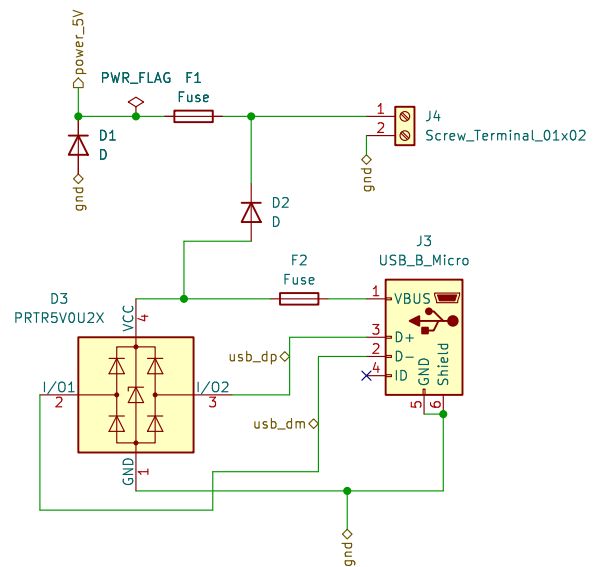 power_5V
PWR_FLAG
F1
Fuse
D1
D
gnd
1
2
J4
Screw_Terminal_01x02
gnd
D2
D
F2
Fuse
J3
USB_B_Micro
D3
PRTR5V0U2X
VCC
4
1
VBUS
3
D+
2
D-
4
ID
GND
Shield
5
6
usb_dp
I/O1
2
I/O2
3
usb_dm
GND
1
gnd